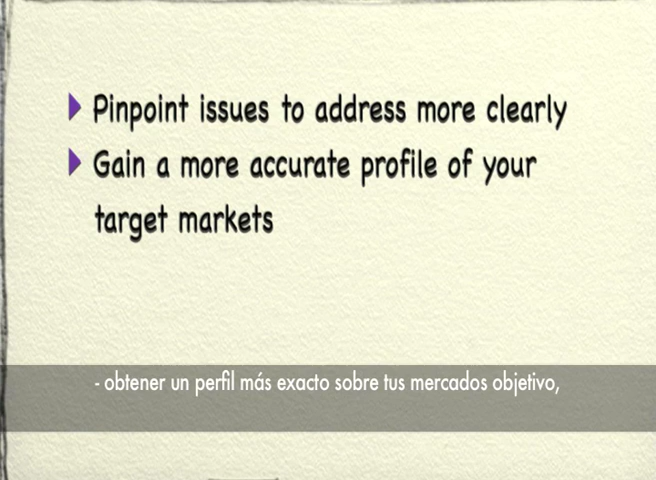 Pinpoint issues to address more clearly
Gain a more accurate profile of your
target markets
- obtener un perfil más exacto sobre tus mercados objetivo,